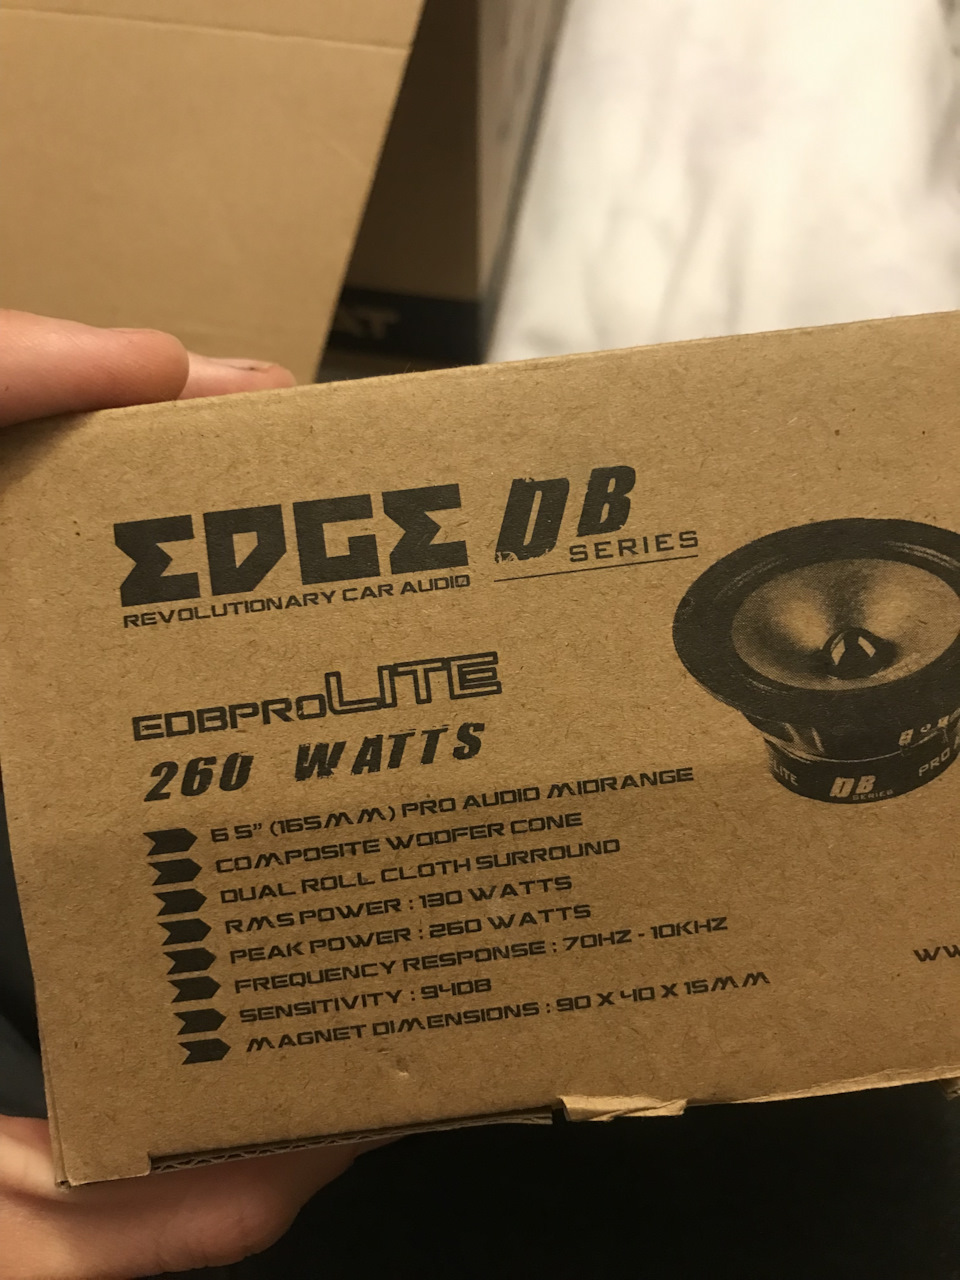 EDGE DB
SERIES
REVOLUTIONARY CAR AUDIO
EDBPROLITE
260 WATTS
6 5" (165MM) PRO AUDIO MIDRANGE
COMPOSITE WOOFER CONE
DUAL ROLL CLOTH SURROUND
RMS POWER : 130 WATTS
PEAK POWER : 260 WATTS
FREQUENCY RESPONSE : 70HZ - 10KHZ
SENSITIVITY : 94DB
MAGNET DIMENSIONS : 90 X 40 X 15MM
LITE
DB
SERIES
PRO
WW